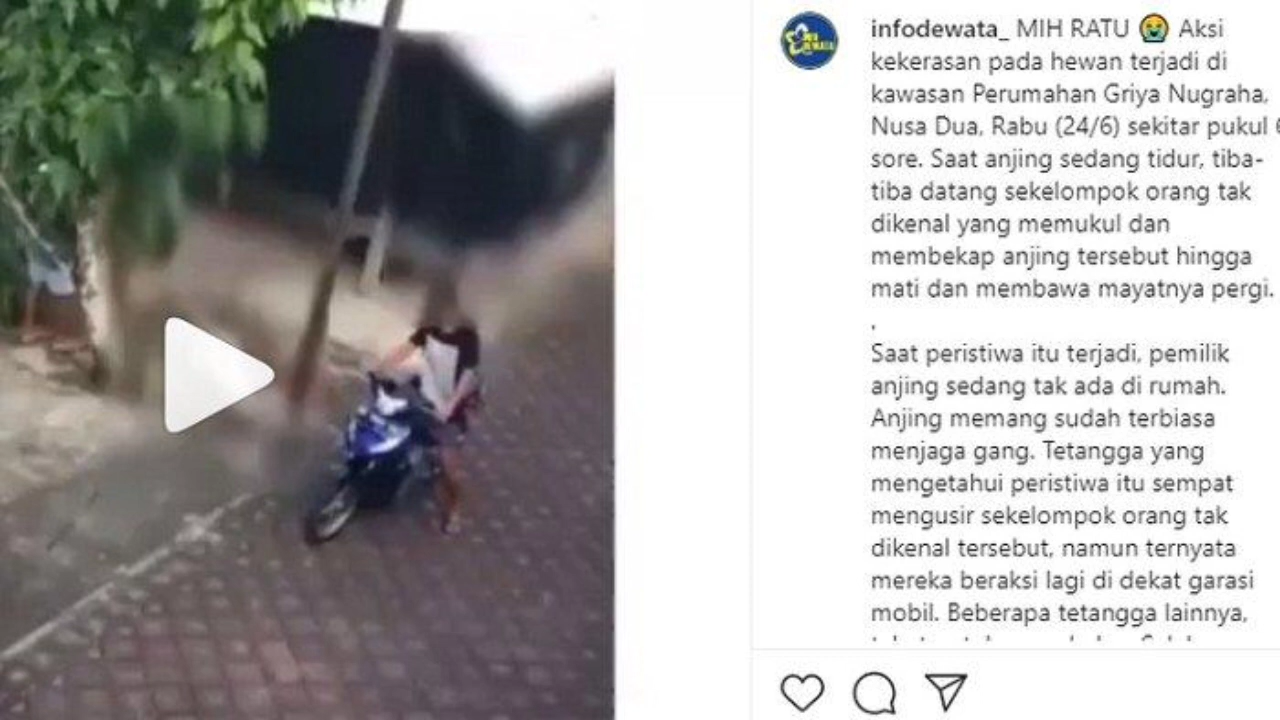 infodewata_ MIH RATU 😭 Aksi
kekerasan pada hewan terjadi di
kawasan Perumahan Griya Nugraha,
Nusa Dua, Rabu (24/6) sekitar pukul 6
sore. Saat anjing sedang tidur, tiba-
tiba datang sekelompok orang tak
dikenal yang memukul dan
membekap anjing tersebut hingga
mati dan membawa mayatnya pergi.
.
Saat peristiwa itu terjadi, pemilik
anjing sedang tak ada di rumah.
Anjing memang sudah terbiasa
menjaga gang. Tetangga yang
mengetahui peristiwa itu sempat
mengusir sekelompok orang tak
dikenal tersebut, namun ternyata
mereka beraksi lagi di dekat garasi
mobil. Beberapa tetangga lainnya,